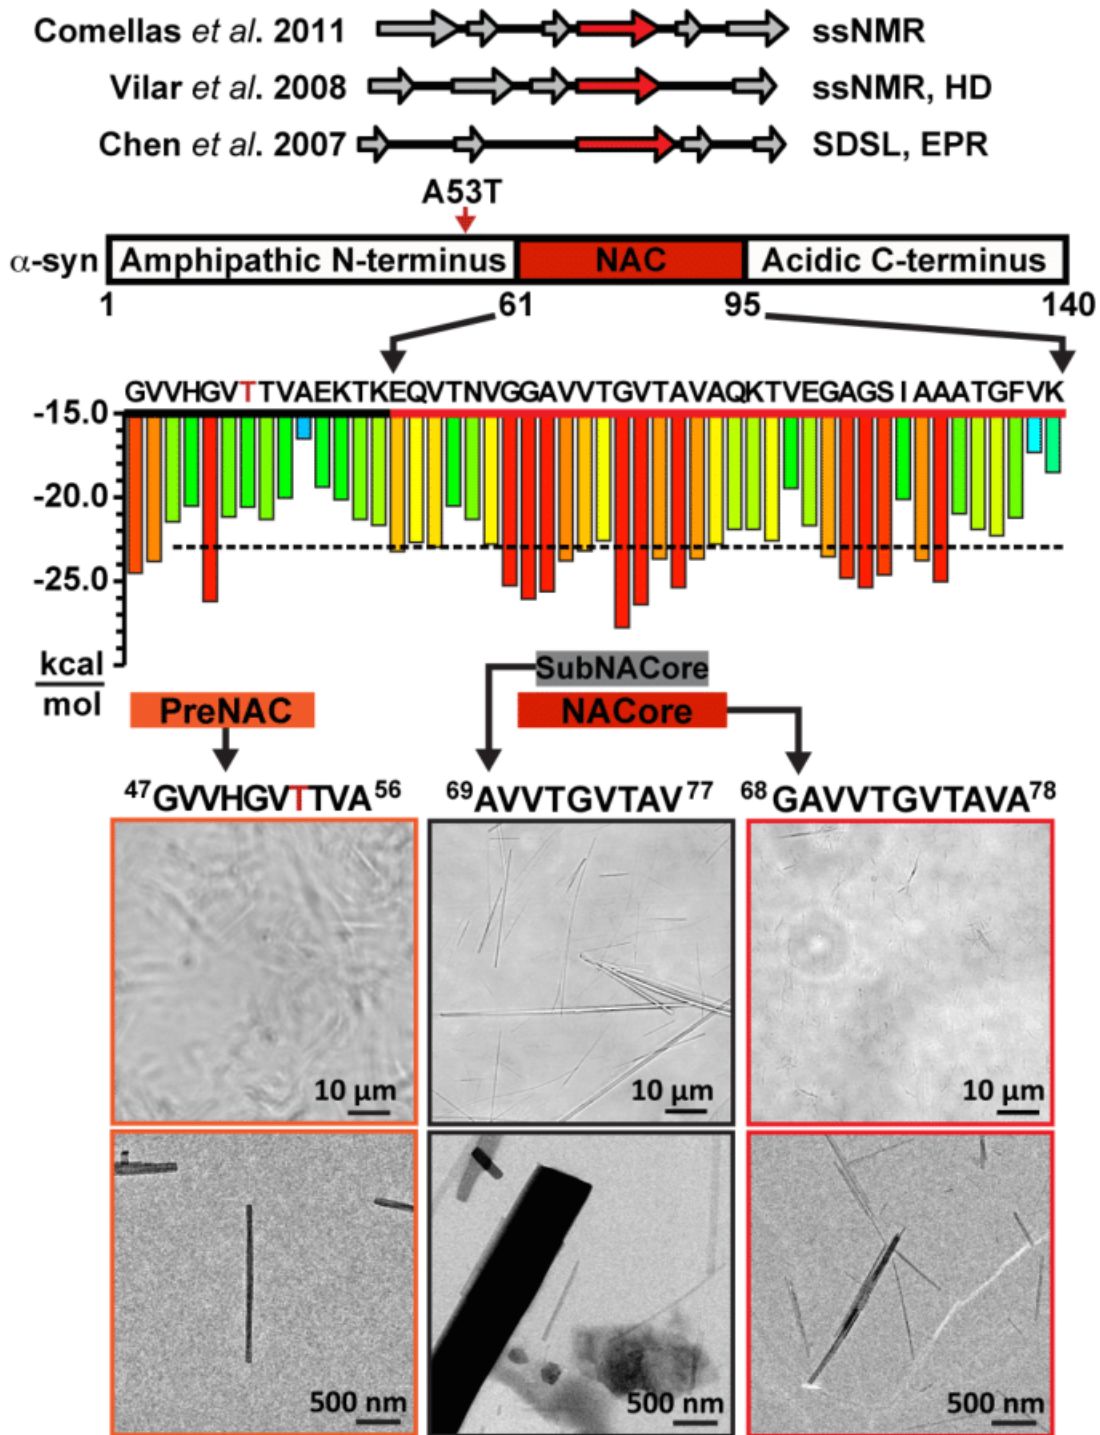 Comellas et al. 2011 ssNMR
Vilar et al. 2008 ssNMR, HD
Chen et al. 2007 SDSL, EPR
A53T
α-syn Amphipathic N-terminus NAC Acidic C-terminus
1 61 95 140
GVVHGVTTVAEKTKEQVTNVGGAVVTGVTAVAQKTVEGAGSIAAATGFVK
-15.0
-20.0
-25.0
kcal
mol
SubNACore
PreNAC NACore
47GVVHGVTTVA56 69AVVTGVTAV77 68GAVVTGVTAVA78
10 µm 10 µm 10 µm
500 nm 500 nm 500 nm